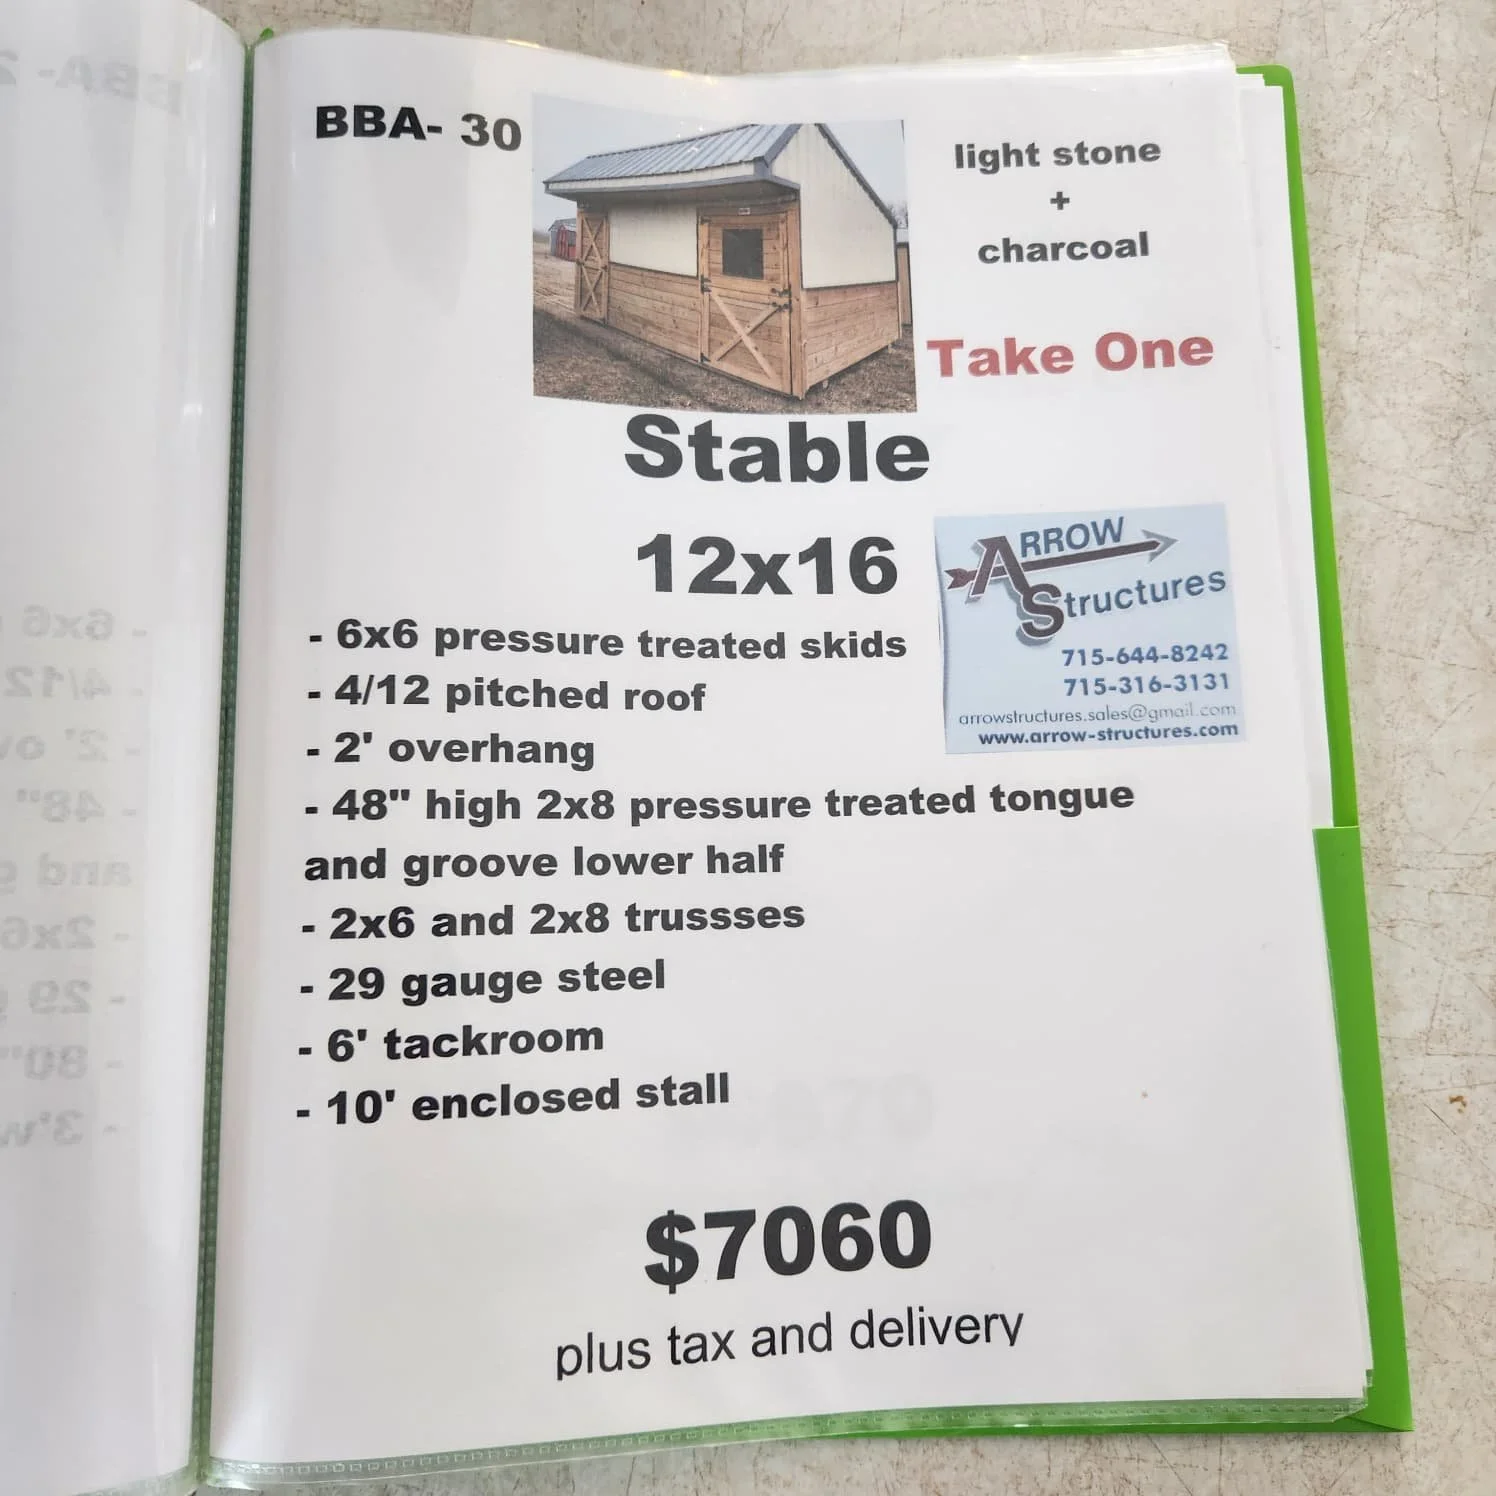 BBA- 30
light stone
+
charcoal
Take One
Stable
12x16
ARROW
Structures
715-644-8242
715-316-3131
arrowstructures.sales@gmail.com
www.arrow-structures.com
- 6x6 pressure treated skids
- 4/12 pitched roof
- 2' overhang
- 48" high 2x8 pressure treated tongue
and groove lower half
- 2x6 and 2x8 trussses
- 29 gauge steel
- 6' tackroom
- 10' enclosed stall
$7060
plus tax and delivery